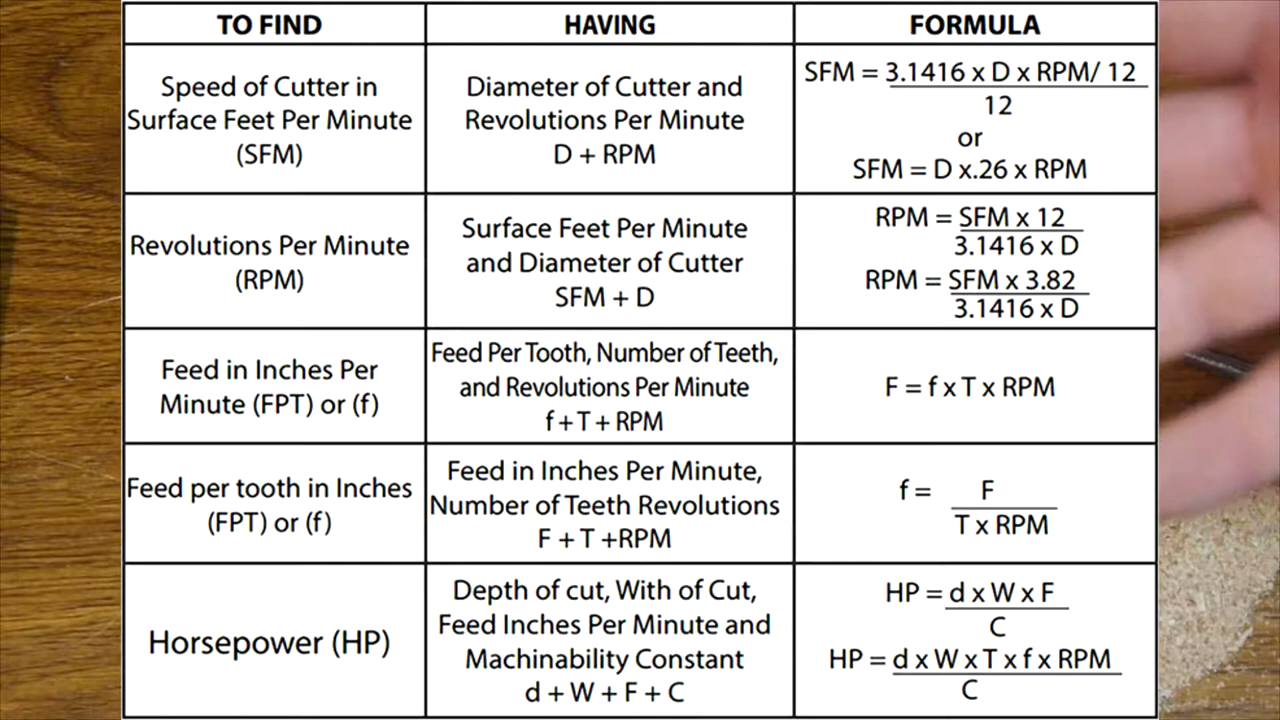 TO FIND
HAVING
FORMULA
Speed of Cutter in
Surface Feet Per Minute
(SFM)
Diameter of Cutter and
Revolutions Per Minute
D + RPM
SFM = 3.1416 x D x RPM/ 12
12
or
SFM = D x.26 x RPM
Revolutions Per Minute
(RPM)
Surface Feet Per Minute
and Diameter of Cutter
SFM + D
RPM = SFM x 12
3.1416 x D
RPM = SFM x 3.82
3.1416 x D
Feed in Inches Per
Minute (FPT) or (f)
Feed Per Tooth, Number of Teeth,
and Revolutions Per Minute
f + T + RPM
F = f x T x RPM
Feed per tooth in Inches
(FPT) or (f)
Feed in Inches Per Minute,
Number of Teeth Revolutions
F + T +RPM
f = F
T x RPM
Horsepower (HP)
Depth of cut, With of Cut,
Feed Inches Per Minute and
Machinability Constant
d + W + F + C
HP = d x W x F
C
HP = d x W x T x f x RPM
C